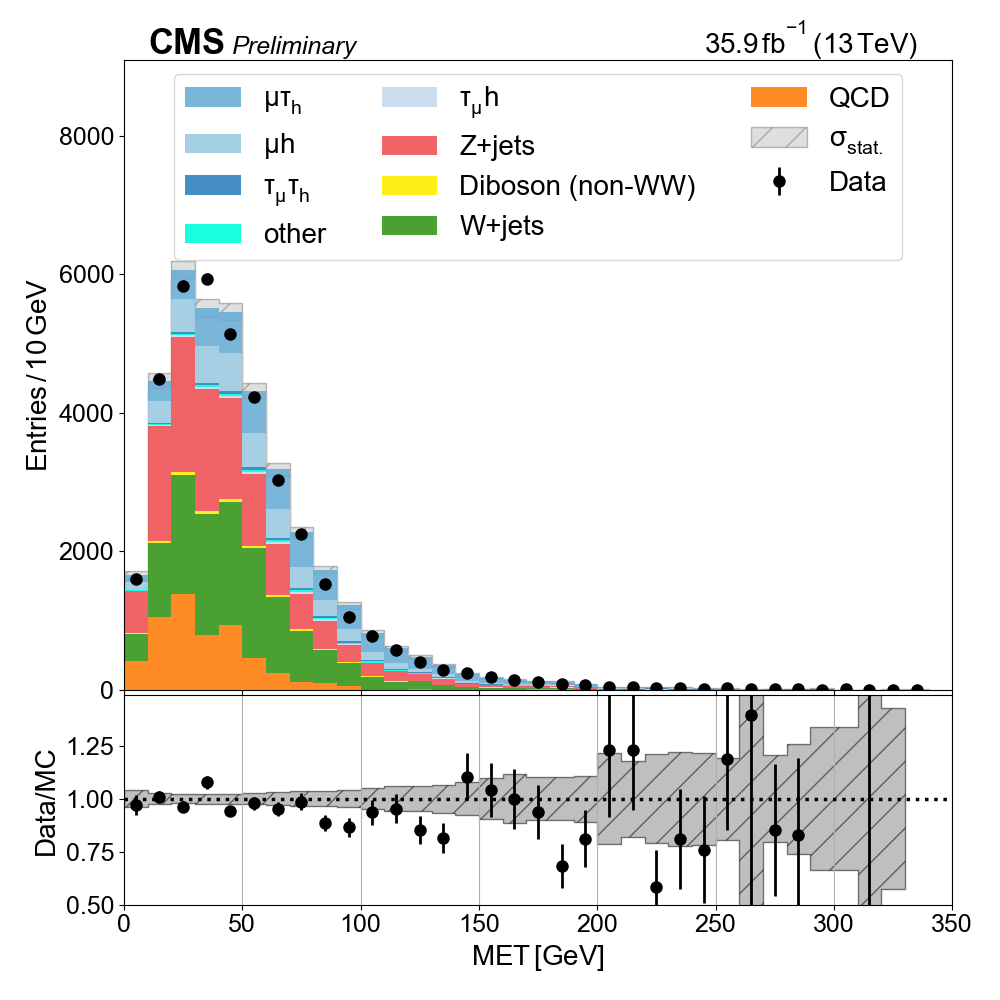 CMS Preliminary 35.9 fb⁻¹ (13 TeV)
μτ_h τ_μh QCD
μh Z+jets σ_stat.
τ_μτ_h Diboson (non-WW) Data
other W+jets
Entries / 10 GeV
8000
6000
4000
2000
0
Data/MC
1.25
1.00
0.75
0.50
0 50 100 150 200 250 300 350
MET [GeV]